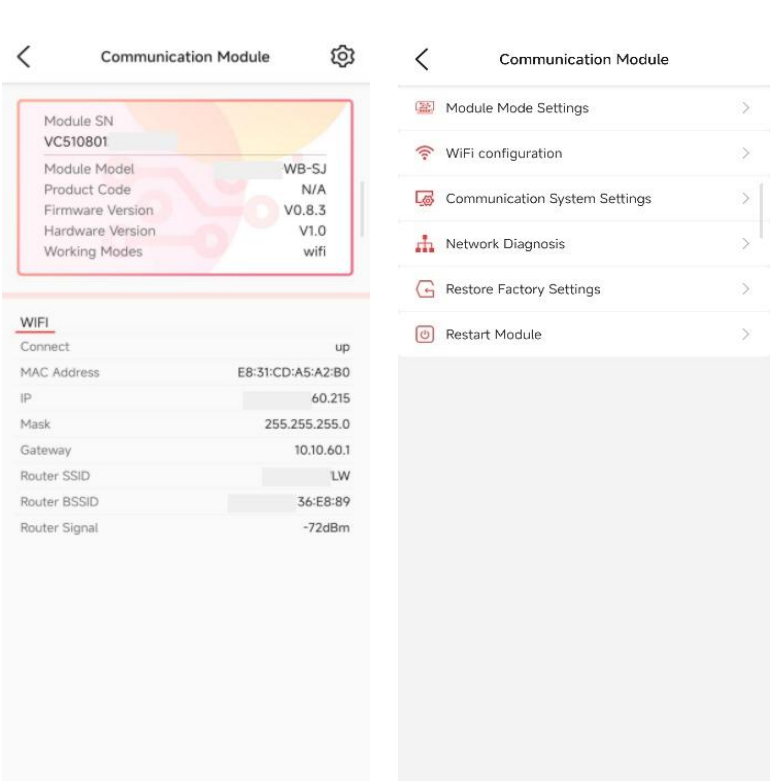 Communication Module
Module SN
VC510801
Module Model WB-SJ
Product Code N/A
Firmware Version V0.8.3
Hardware Version V1.0
Working Modes wifi
WIFI
Connect up
MAC Address E8:31:CD:A5:A2:B0
IP 60.215
Mask 255.255.255.0
Gateway 10.10.60.1
Router SSID LW
Router BSSID 36:E8:89
Router Signal -72dBm
Communication Module
Module Mode Settings
WiFi configuration
Communication System Settings
Network Diagnosis
Restore Factory Settings
Restart Module